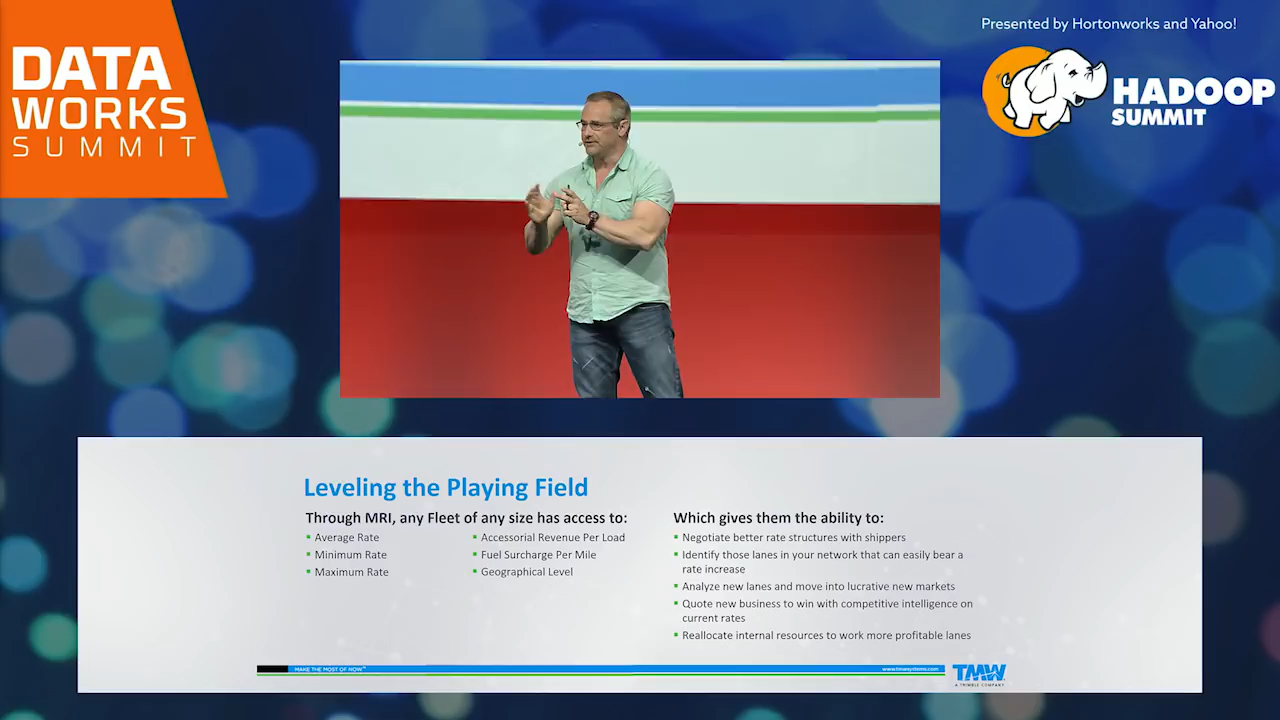 DATA
WORKS
SUMMIT
Presented by Hortonworks and Yahoo!
HADOOP
SUMMIT
Leveling the Playing Field
Through MRI, any Fleet of any size has access to:
Average Rate
Minimum Rate
Maximum Rate
Accessorial Revenue Per Load
Fuel Surcharge Per Mile
Geographical Level
Which gives them the ability to:
Negotiate better rate structures with shippers
Identify those lanes in your network that can easily bear a
rate increase
Analyze new lanes and move into lucrative new markets
Quote new business to win with competitive intelligence on
current rates
Reallocate internal resources to work more profitable lanes
MAKE THE MOST OF NOW™
www.tmwsystems.com
TMW
A TRIMBLE COMPANY